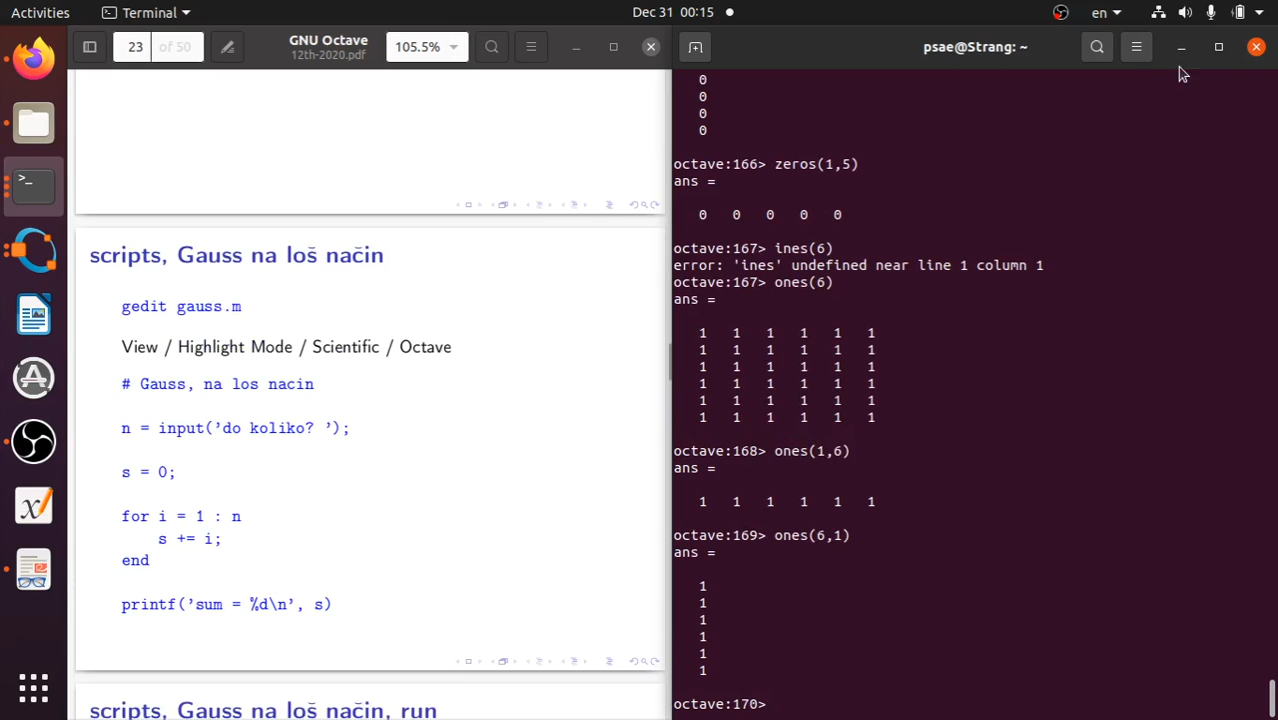 Activities
Terminal
Dec 31 00:15
en
23
of 50
GNU Octave
12th-2020.pdf
105.5%
scripts, Gauss na loš način
gedit gauss.m
View / Highlight Mode / Scientific / Octave
# Gauss, na los nacin
n = input('do koliko? ');
s = 0;
for i = 1 : n
s += i;
end
printf('sum = %d\n', s)
scripts, Gauss na loš način, run
psae@Strang: ~
0
0
0
0
octave:166> zeros(1,5)
ans =
0 0 0 0 0
octave:167> ines(6)
error: 'ines' undefined near line 1 column 1
octave:167> ones(6)
ans =
1 1 1 1 1 1
1 1 1 1 1 1
1 1 1 1 1 1
1 1 1 1 1 1
1 1 1 1 1 1
1 1 1 1 1 1
octave:168> ones(1,6)
ans =
1 1 1 1 1 1
octave:169> ones(6,1)
ans =
1
1
1
1
1
1
octave:170>